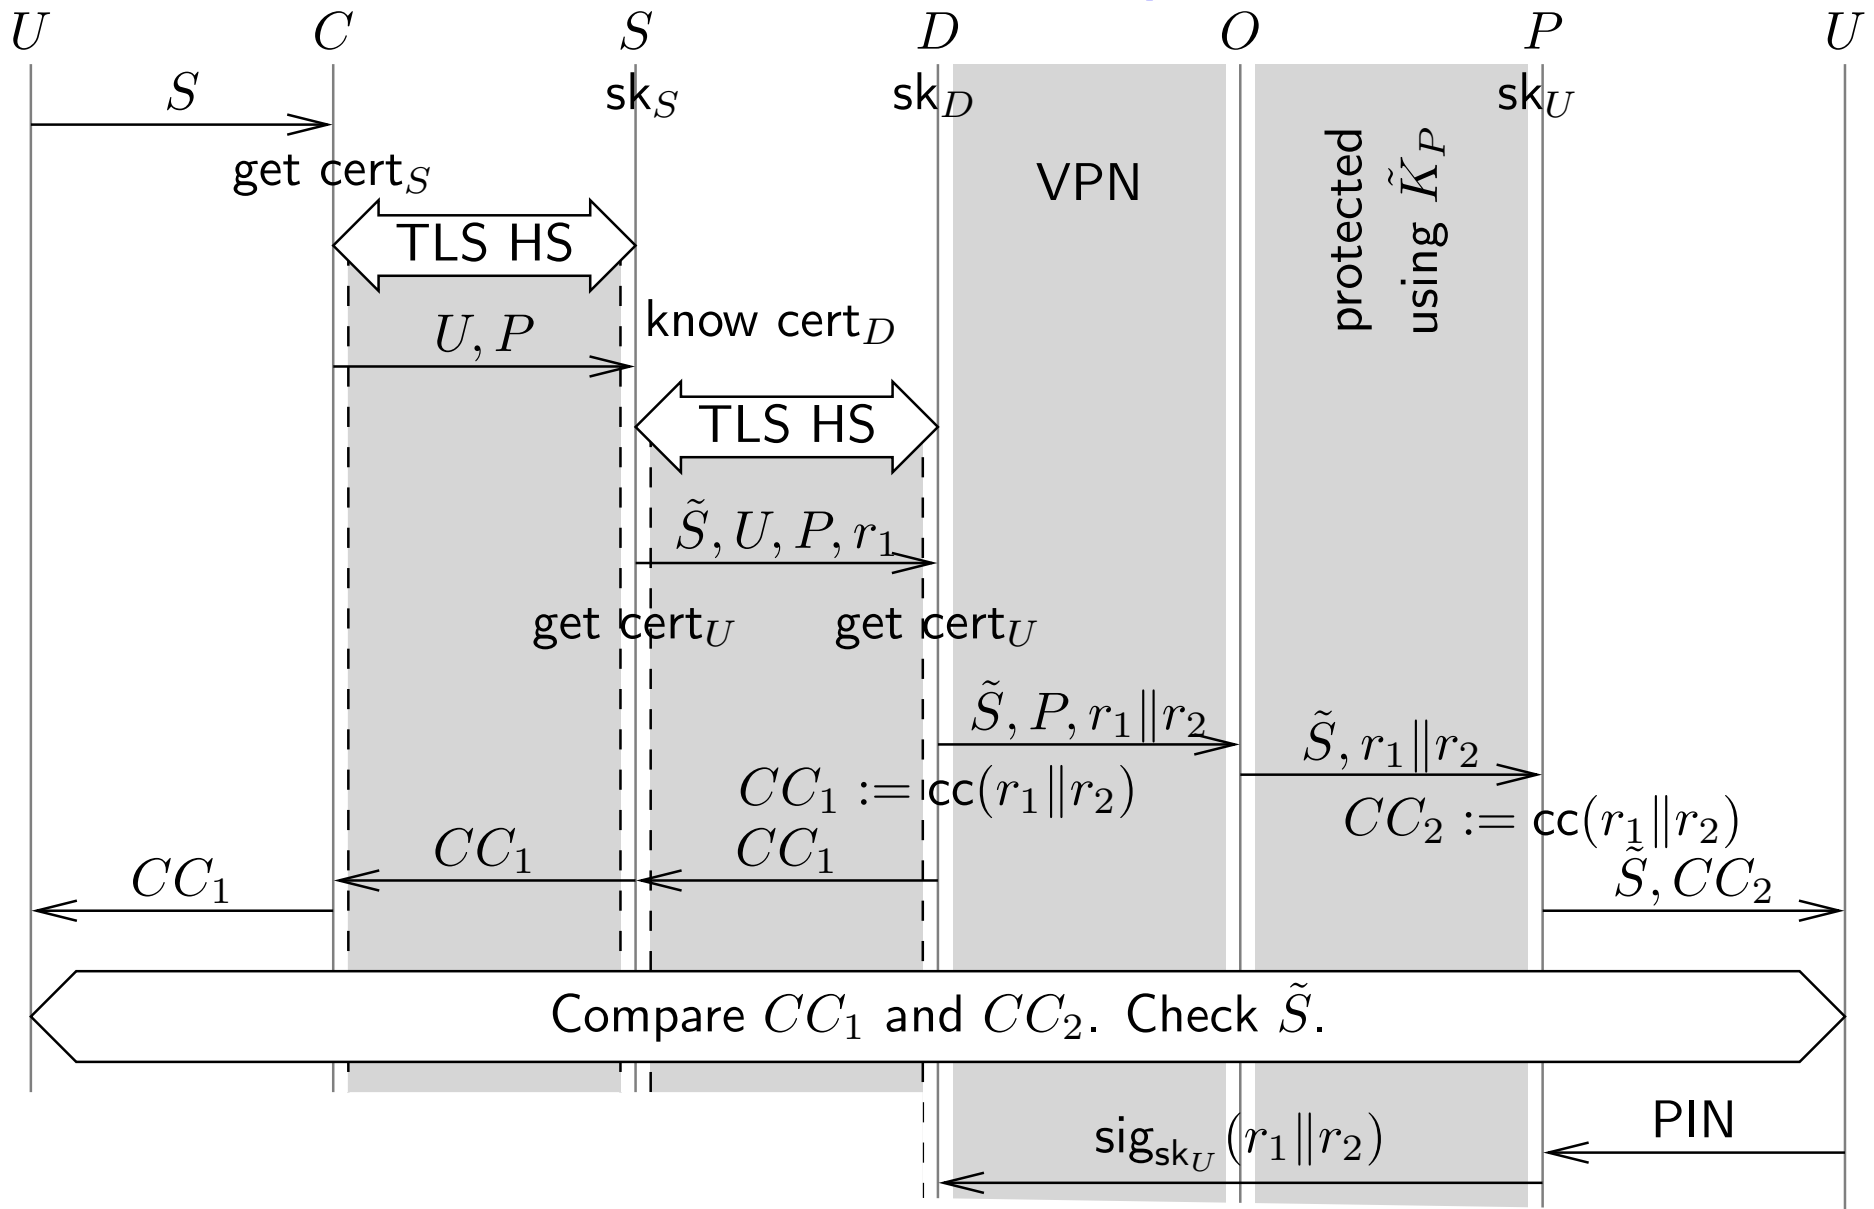 U C S D O P U
sk_S sk_D sk_U
S
get cert_S
VPN
protected
using K̃_P
TLS HS
know cert_D
U, P
TLS HS
S̃, U, P, r_1
get cert_U get cert_U
S̃, P, r_1‖r_2
S̃, r_1‖r_2
CC_1 := cc(r_1‖r_2)
CC_2 := cc(r_1‖r_2)
CC_1 CC_1 CC_1
S̃, CC_2
Compare CC_1 and CC_2. Check S̃.
PIN
sig_{sk_U}(r_1‖r_2)